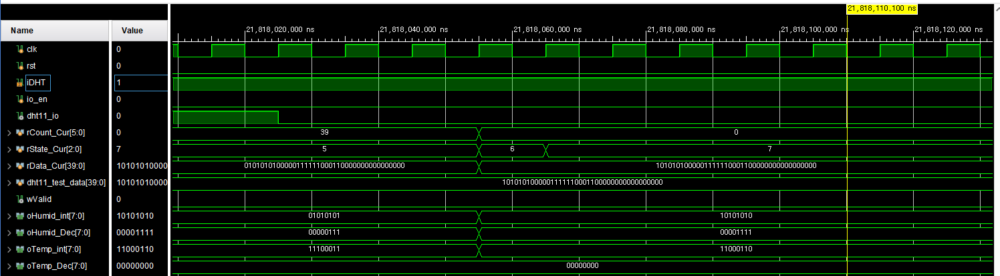 21,818,110,100 ns
Name Value
21,818,020,000 ns 21,818,040,000 ns 21,818,060,000 ns 21,818,080,000 ns 21,818,100,000 ns 21,818,120,000 ns
clk 0
rst 0
iDHT 1
io_en 0
dht11_io 0
rCount_Cur[5:0] 0 39 0
rState_Cur[2:0] 7 5 6 7
rData_Cur[39:0] 10101010000 0101010100000111111000110000000000000000 1010101000001111110001100000000000000000
dht11_test_data[39:0] 10101010000 1010101000001111110001100000000000000000
wValid 0
oHumid_int[7:0] 10101010 01010101 10101010
oHumid_Dec[7:0] 00001111 00000111 00001111
oTemp_int[7:0] 11000110 11100011 11000110
oTemp_Dec[7:0] 00000000 00000000